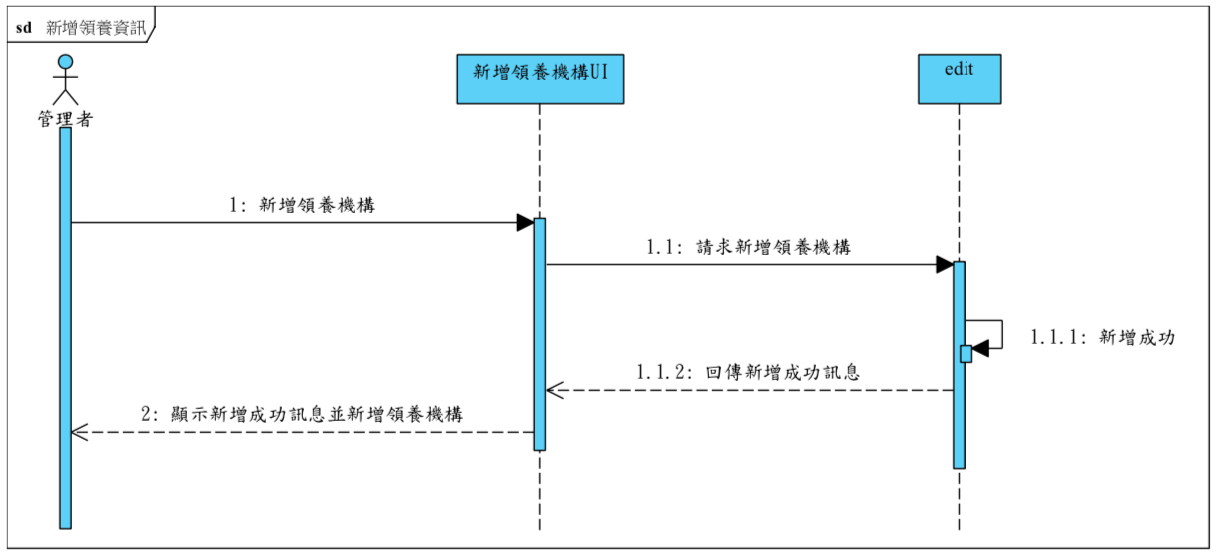 sd 新增領養資訊
管理者
新增領養機構UI
edit
1: 新增領養機構
1.1: 請求新增領養機構
1.1.1: 新增成功
1.1.2: 回傳新增成功訊息
2: 顯示新增成功訊息並新增領養機構